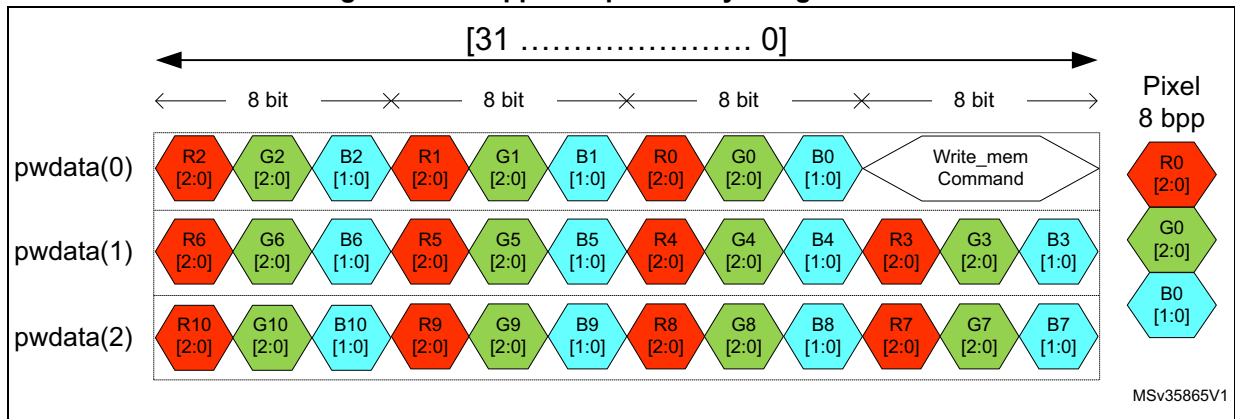 [31 ...................... 0]
8 bit 8 bit 8 bit 8 bit
Pixel
8 bpp
pwdata(0)
R2 [2:0] G2 [2:0] B2 [1:0] R1 [2:0] G1 [2:0] B1 [1:0] R0 [2:0] G0 [2:0] B0 [1:0] Write_mem Command
pwdata(1)
R6 [2:0] G6 [2:0] B6 [1:0] R5 [2:0] G5 [2:0] B5 [1:0] R4 [2:0] G4 [2:0] B4 [1:0] R3 [2:0] G3 [2:0] B3 [1:0]
pwdata(2)
R10 [2:0] G10 [2:0] B10 [1:0] R9 [2:0] G9 [2:0] B9 [1:0] R8 [2:0] G8 [2:0] B8 [1:0] R7 [2:0] G7 [2:0] B7 [1:0]
R0
[2:0]
G0
[2:0]
B0
[1:0]
MSv35865V1